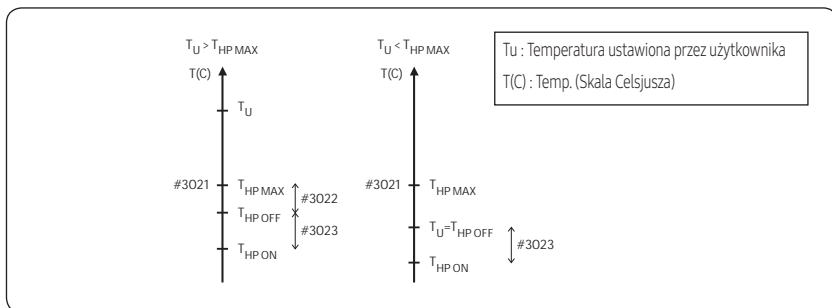 T_U > T_HP MAX
T(C)
T_U
#3021
T_HP MAX
#3022
T_HP OFF
#3023
T_HP ON
T_U < T_HP MAX
T(C)
#3021
T_HP MAX
T_U=T_HP OFF
#3023
T_HP ON
Tu : Temperatura ustawiona przez użytkownika
T(C) : Temp. (Skala Celsjusza)